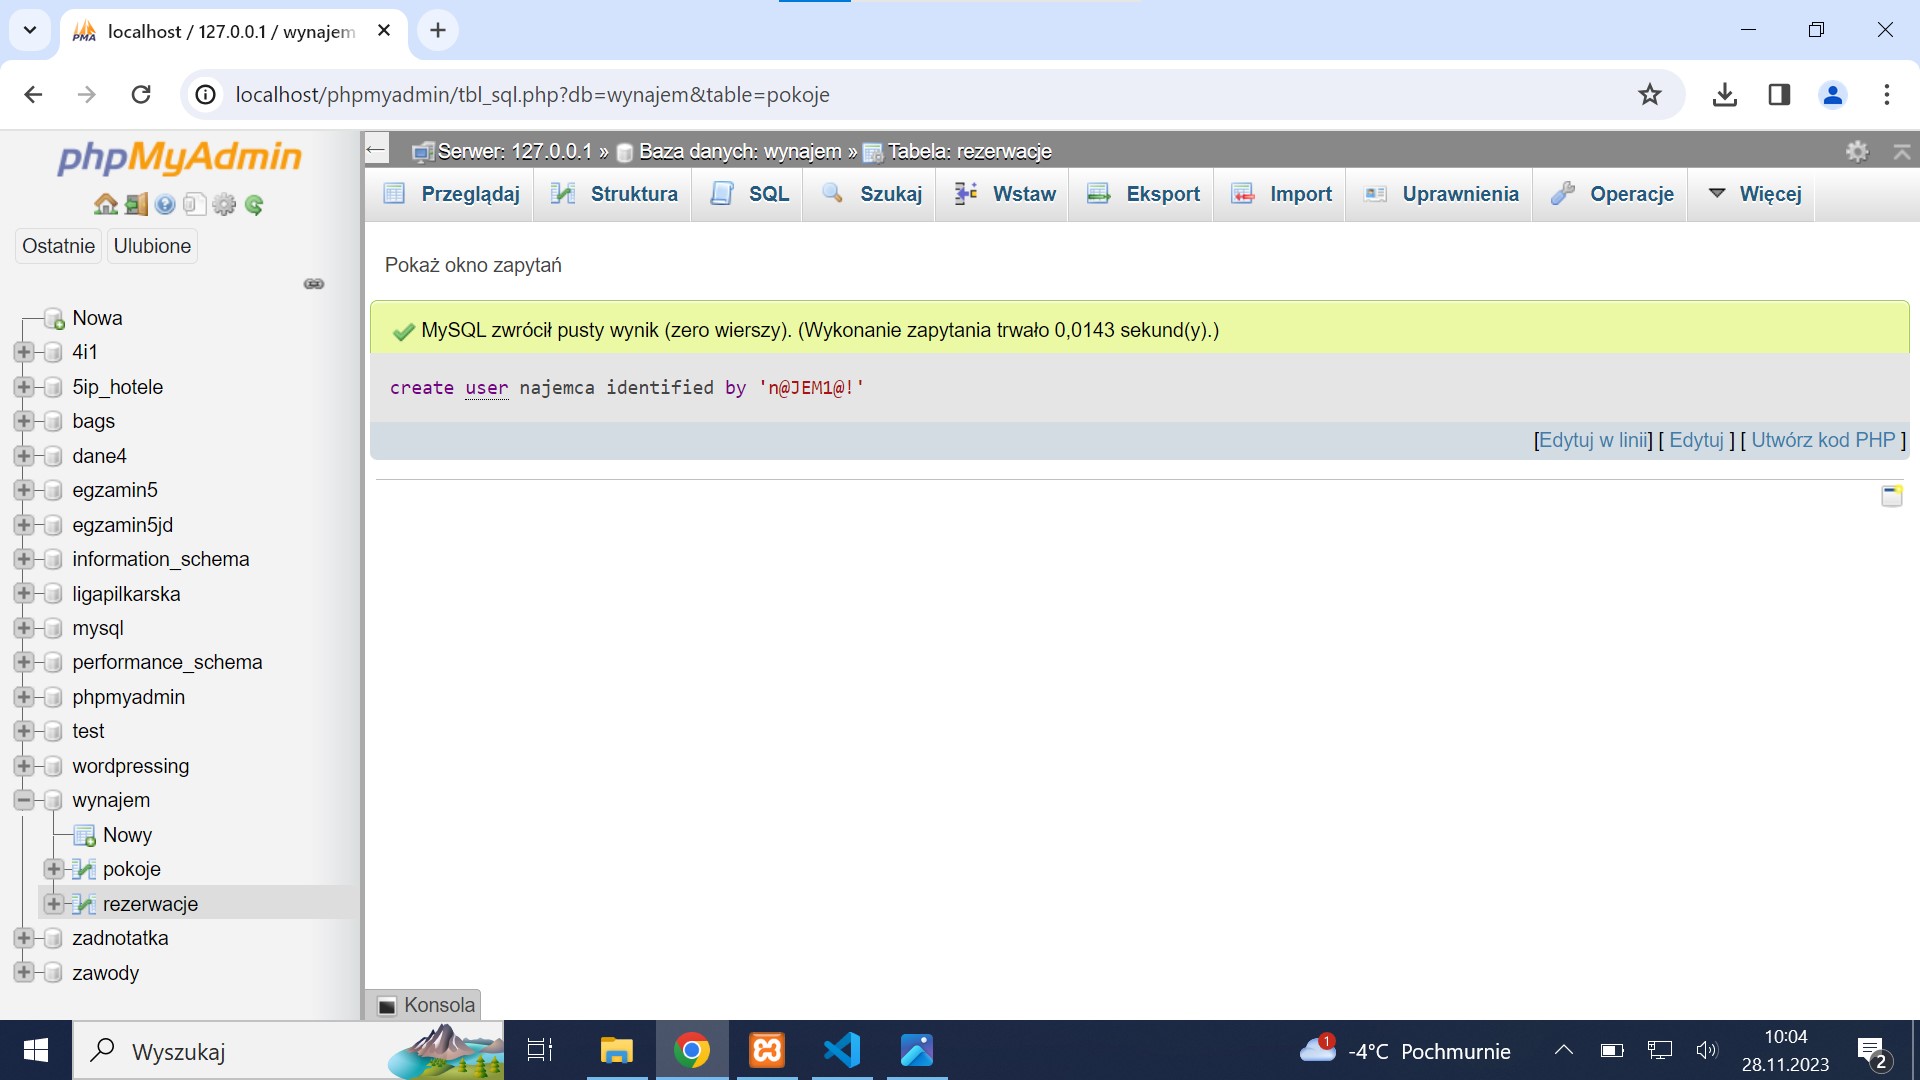 localhost / 127.0.0.1 / wynajem
localhost/phpmyadmin/tbl_sql.php?db=wynajem&table=pokoje
phpMyAdmin
Ostatnie Ulubione
Nowa
4i1
5ip_hotele
bags
dane4
egzamin5
egzamin5jd
information_schema
ligapilkarska
mysql
performance_schema
phpmyadmin
test
wordpressing
wynajem
Nowy
pokoje
rezerwacje
zadnotatka
zawody
Serwer: 127.0.0.1 » Baza danych: wynajem » Tabela: rezerwacje
Przeglądaj Struktura SQL Szukaj Wstaw Eksport Import Uprawnienia Operacje Więcej
Pokaż okno zapytań
MySQL zwrócił pusty wynik (zero wierszy). (Wykonanie zapytania trwało 0,0143 sekund(y).)
create user najemca identified by 'n@JEM1@!'
[Edytuj w linii] [ Edytuj ] [ Utwórz kod PHP ]
Konsola
Wyszukaj
1
-4°C Pochmurnie
10:04
28.11.2023
2